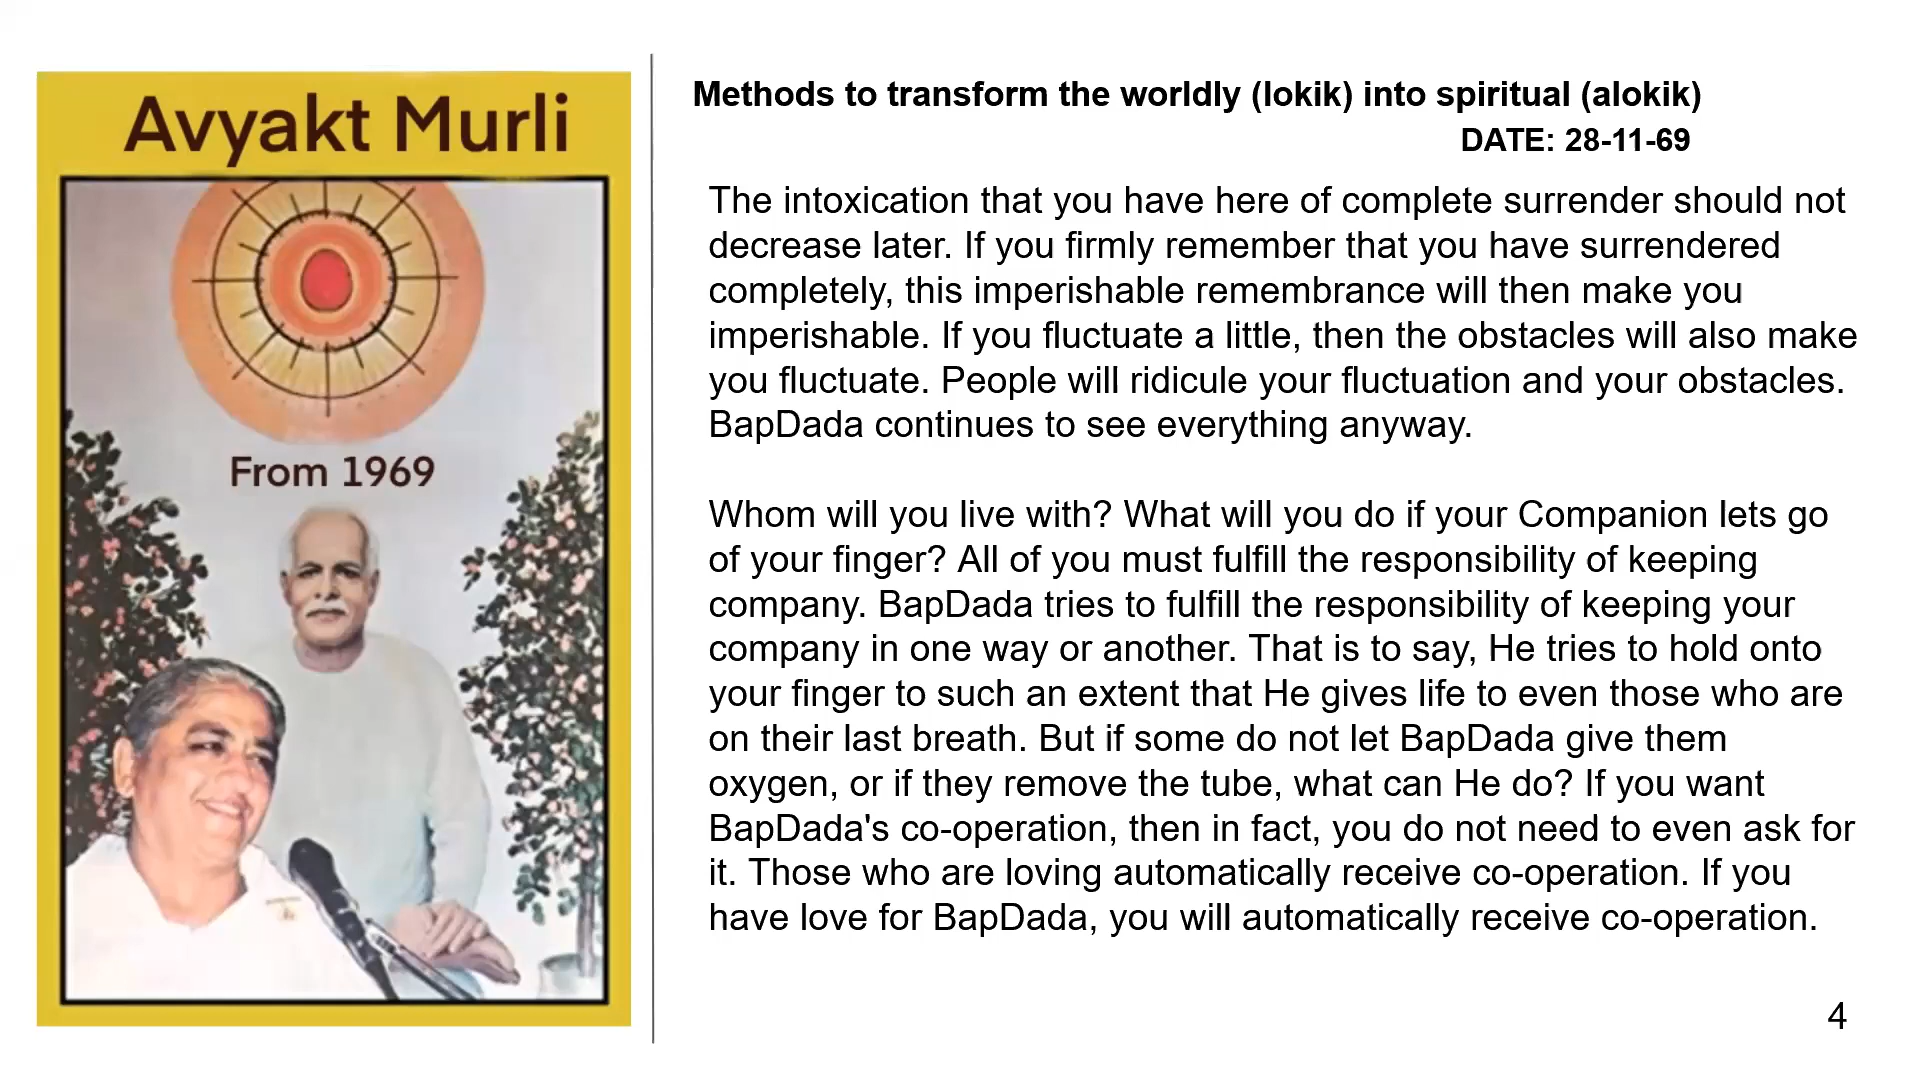 Avyakt Murli
From 1969
Methods to transform the worldly (lokik) into spiritual (alokik)
DATE: 28-11-69
The intoxication that you have here of complete surrender should not
decrease later. If you firmly remember that you have surrendered
completely, this imperishable remembrance will then make you
imperishable. If you fluctuate a little, then the obstacles will also make
you fluctuate. People will ridicule your fluctuation and your obstacles.
BapDada continues to see everything anyway.
Whom will you live with? What will you do if your Companion lets go
of your finger? All of you must fulfill the responsibility of keeping
company. BapDada tries to fulfill the responsibility of keeping your
company in one way or another. That is to say, He tries to hold onto
your finger to such an extent that He gives life to even those who are
on their last breath. But if some do not let BapDada give them
oxygen, or if they remove the tube, what can He do? If you want
BapDada's co-operation, then in fact, you do not need to even ask for
it. Those who are loving automatically receive co-operation. If you
have love for BapDada, you will automatically receive co-operation.
4